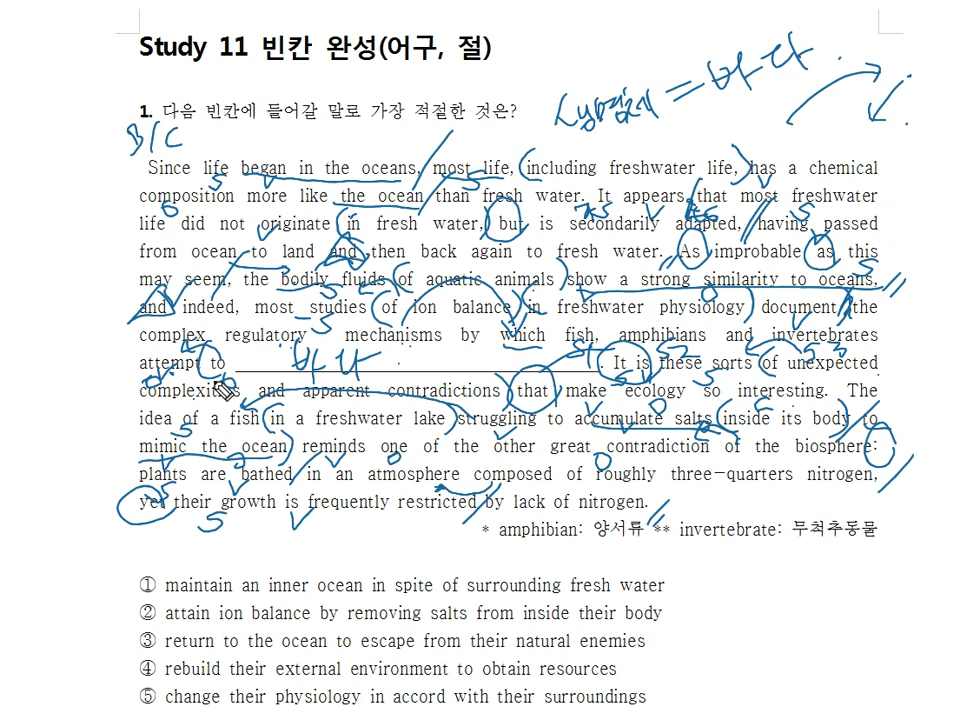 Study 11 빈칸 완성(어구, 절)
= 바다
1. 다음 빈칸에 들어갈 말로 가장 적절한 것은?
B/C
Since life began in the oceans, most life, including freshwater life, has a chemical
composition more like the ocean than fresh water. It appears that most freshwater
life did not originate in fresh water, but is secondarily adapted, having passed
from ocean to land and then back again to fresh water. As improbable as this
may seem, the bodily fluids of aquatic animals show a strong similarity to oceans,
and indeed, most studies of ion balance in freshwater physiology document the
complex regulatory mechanisms by which fish, amphibians and invertebrates
바다
attempt to ______. It is these sorts of unexpected
complexities and apparent contradictions that make ecology so interesting. The
idea of a fish in a freshwater lake struggling to accumulate salts inside its body to
mimic the ocean reminds one of the other great contradiction of the biosphere:
plants are bathed in an atmosphere composed of roughly three-quarters nitrogen,
yet their growth is frequently restricted by lack of nitrogen.
* amphibian: 양서류 ** invertebrate: 무척추동물
① maintain an inner ocean in spite of surrounding fresh water
② attain ion balance by removing salts from inside their body
③ return to the ocean to escape from their natural enemies
④ rebuild their external environment to obtain resources
⑤ change their physiology in accord with their surroundings